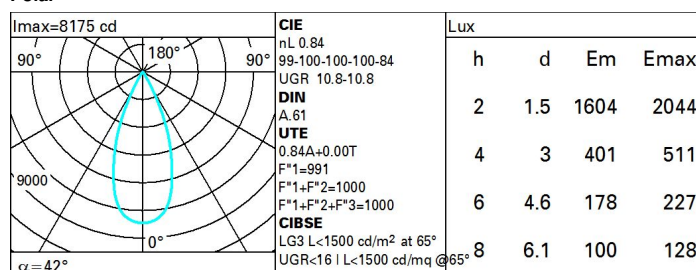 Imax=8175 cd
90°
180°
90°
9000
0°
α=42°
CIE
nL 0.84
99-100-100-100-84
UGR 10.8-10.8
DIN
A.61
UTE
0.84A+0.00T
F"1=991
F"1+F"2=1000
F"1+F"2+F"3=1000
CIBSE
LG3 L<1500 cd/m² at 65°
UGR<16 | L<1500 cd/mq @65°
Lux
h d Em Emax
2 1.5 1604 2044
4 3 401 511
6 4.6 178 227
8 6.1 100 128